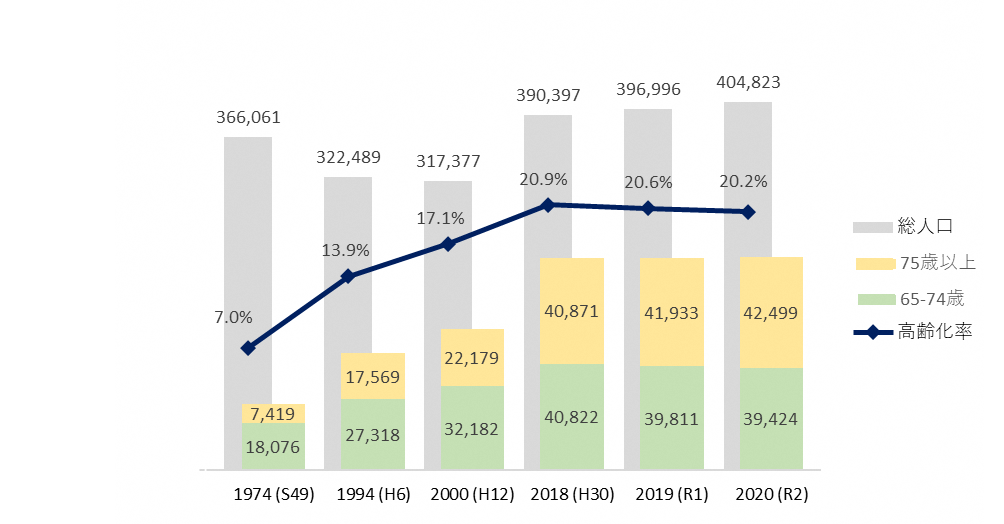 404,823
396,996
390,397
366,061
322,489
317,377
20.9%
20.6%
20.2%
17.1%
13.9%
7.0%
総人口
75歳以上
65-74歳
高齢化率
40,871
41,933
42,499
22,179
17,569
7,419
40,822
39,811
39,424
32,182
27,318
18,076
1974 (S49)
1994 (H6)
2000 (H12)
2018 (H30)
2019 (R1)
2020 (R2)